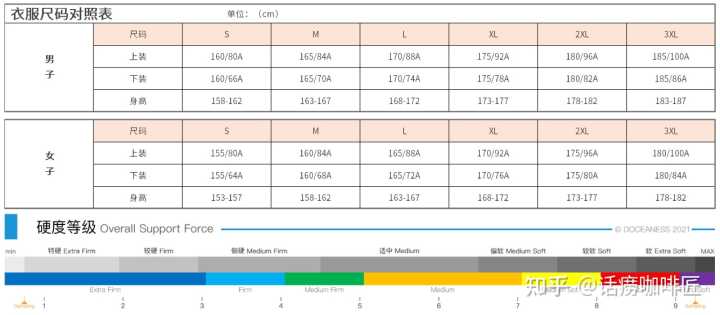 衣服尺码对照表 单位：（cm）
男子 尺码 S M L XL 2XL 3XL
上装 160/80A 165/84A 170/88A 175/92A 180/96A 185/100A
下装 160/66A 165/70A 170/74A 175/78A 180/82A 185/86A
身高 158-162 163-167 168-172 173-177 178-182 183-187
女子 尺码 S M L XL 2XL 3XL
上装 155/80A 160/84A 165/88A 170/92A 175/96A 180/100A
下装 155/64A 160/68A 165/72A 170/76A 175/80A 180/84A
身高 153-157 158-162 163-167 168-172 173-177 178-182
硬度等级 Overall Support Force © DOCEANESS 2021
min 特硬 Extra Firm 较硬 Firm 偏硬 Medium Firm 适中 Medium 偏软 Medium Soft 较软 Soft 软 Extra Soft MAX
Extra Firm Firm Medium Firm Medium Soft
1 2 3 4 5 6 7 8 9
知乎 @话痨咖啡匠